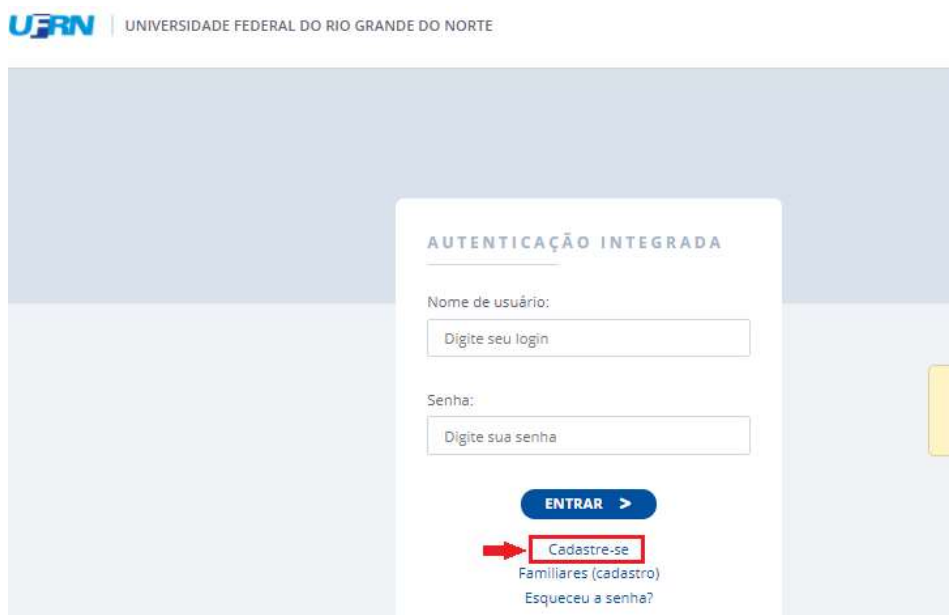 UFRN UNIVERSIDADE FEDERAL DO RIO GRANDE DO NORTE
AUTENTICAÇÃO INTEGRADA
Nome de usuário:
Digite seu login
Senha:
Digite sua senha
ENTRAR >
Cadastre-se
Familiares (cadastro)
Esqueceu a senha?